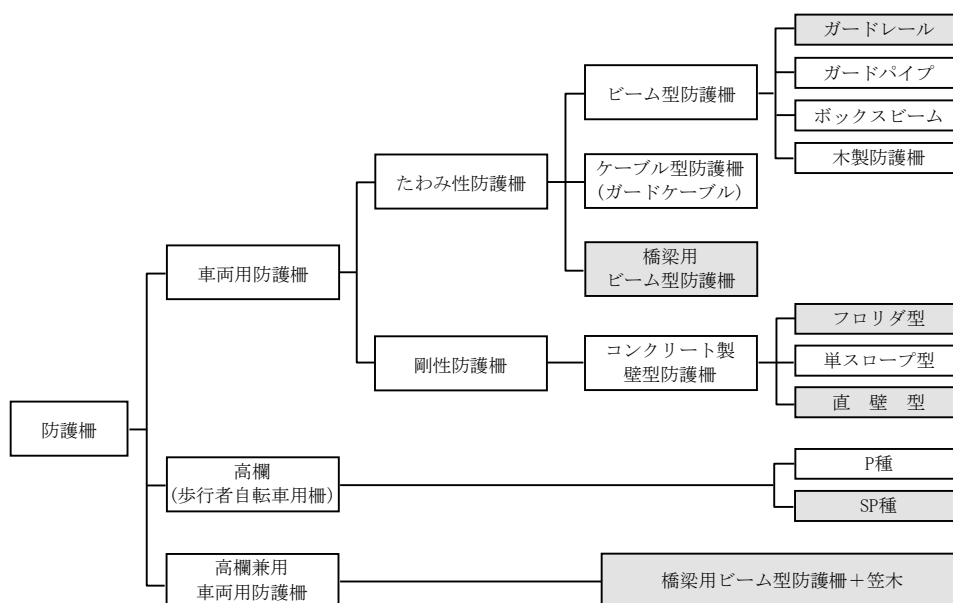 防護柵
車両用防護柵
たわみ性防護柵
ビーム型防護柵
ガードレール
ガードパイプ
ボックスビーム
木製防護柵
ケーブル型防護柵
(ガードケーブル)
橋梁用
ビーム型防護柵
剛性防護柵
コンクリート製
壁型防護柵
フロリダ型
単スロープ型
直 壁 型
高欄
(歩行者自転車用柵)
P種
SP種
高欄兼用
車両用防護柵
橋梁用ビーム型防護柵＋笠木